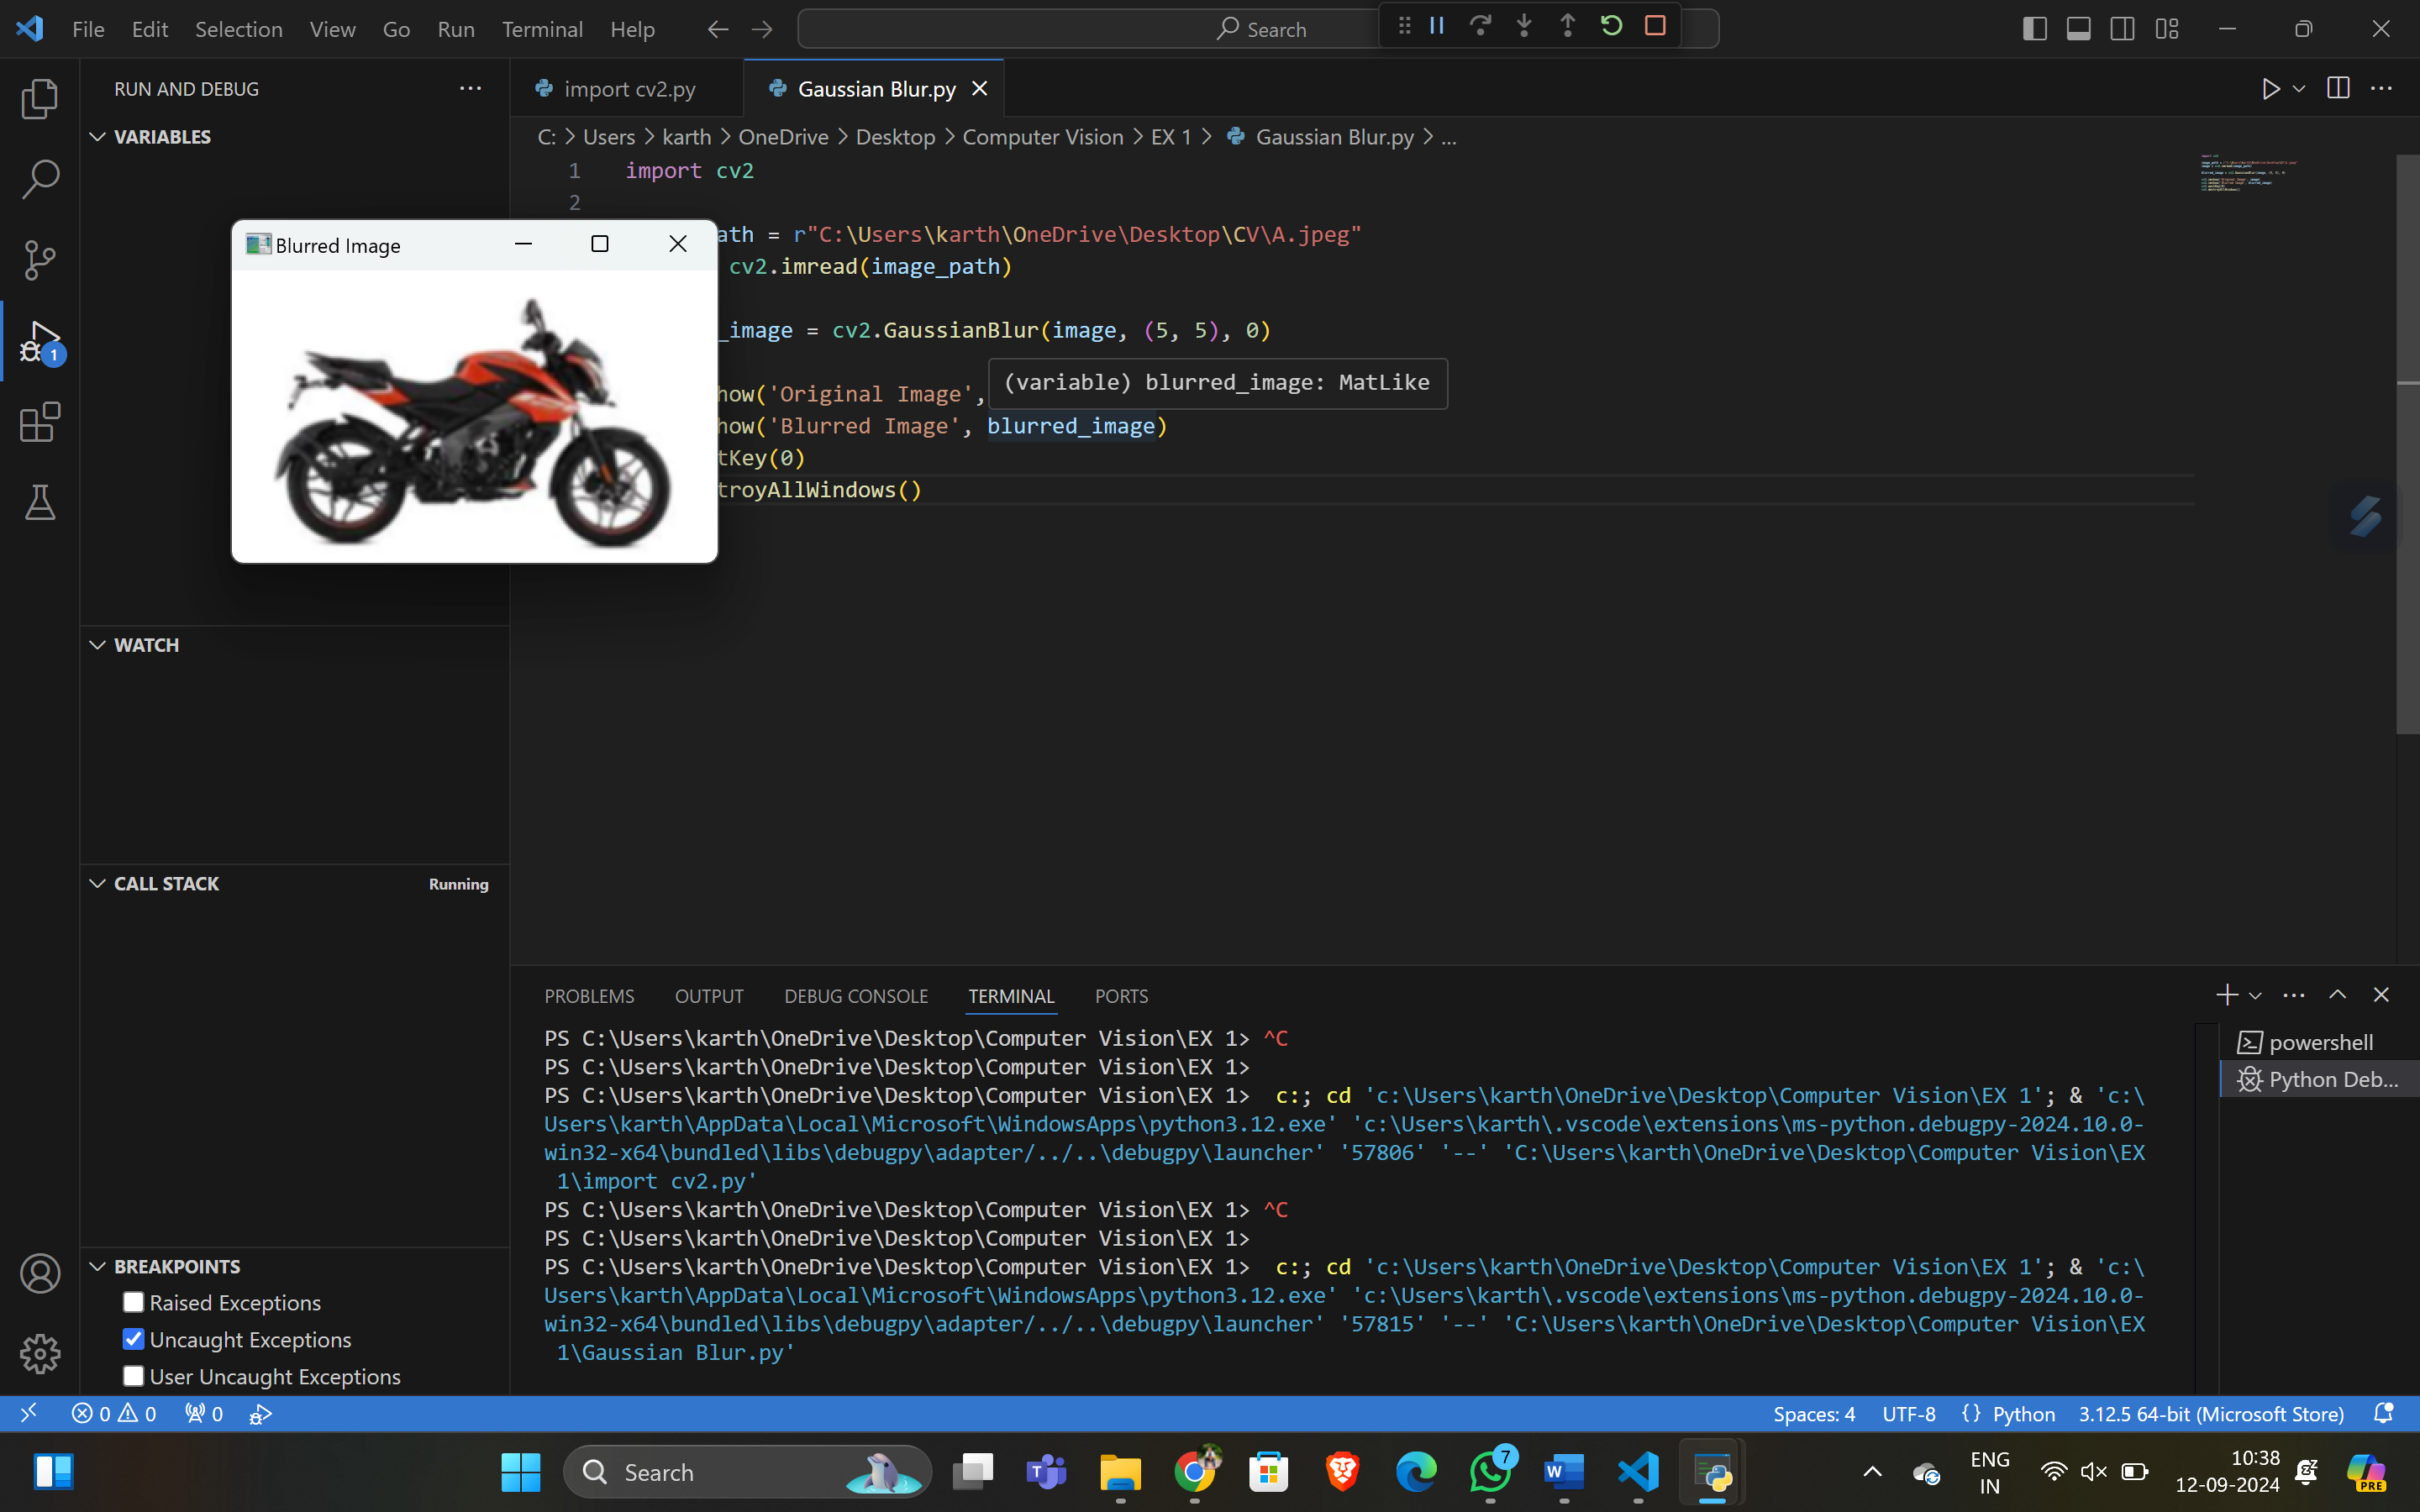 File Edit Selection View Go Run Terminal Help
Search
RUN AND DEBUG
import cv2.py
Gaussian Blur.py
VARIABLES
C: > Users > karth > OneDrive > Desktop > Computer Vision > EX 1 > Gaussian Blur.py > ...
1 import cv2
2
Blurred Image
ath = r"C:\Users\karth\OneDrive\Desktop\CV\A.jpeg"
cv2.imread(image_path)
_image = cv2.GaussianBlur(image, (5, 5), 0)
(variable) blurred_image: MatLike
how('Original Image',
how('Blurred Image', blurred_image)
tKey(0)
troyAllWindows()
WATCH
CALL STACK
Running
BREAKPOINTS
Raised Exceptions
Uncaught Exceptions
User Uncaught Exceptions
PROBLEMS OUTPUT DEBUG CONSOLE TERMINAL PORTS
PS C:\Users\karth\OneDrive\Desktop\Computer Vision\EX 1> ^C
PS C:\Users\karth\OneDrive\Desktop\Computer Vision\EX 1>
PS C:\Users\karth\OneDrive\Desktop\Computer Vision\EX 1>  c:; cd 'c:\Users\karth\OneDrive\Desktop\Computer Vision\EX 1'; & 'c:\
Users\karth\AppData\Local\Microsoft\WindowsApps\python3.12.exe' 'c:\Users\karth\.vscode\extensions\ms-python.debugpy-2024.10.0-
win32-x64\bundled\libs\debugpy\adapter/../..\debugpy\launcher' '57806' '--' 'C:\Users\karth\OneDrive\Desktop\Computer Vision\EX
1\import cv2.py'
PS C:\Users\karth\OneDrive\Desktop\Computer Vision\EX 1> ^C
PS C:\Users\karth\OneDrive\Desktop\Computer Vision\EX 1>
PS C:\Users\karth\OneDrive\Desktop\Computer Vision\EX 1>  c:; cd 'c:\Users\karth\OneDrive\Desktop\Computer Vision\EX 1'; & 'c:\
Users\karth\AppData\Local\Microsoft\WindowsApps\python3.12.exe' 'c:\Users\karth\.vscode\extensions\ms-python.debugpy-2024.10.0-
win32-x64\bundled\libs\debugpy\adapter/../..\debugpy\launcher' '57815' '--' 'C:\Users\karth\OneDrive\Desktop\Computer Vision\EX
1\Gaussian Blur.py'
powershell
Python Deb...
1
0 0 0
Spaces: 4 UTF-8 {} Python 3.12.5 64-bit (Microsoft Store)
Search
7
ENG
IN
10:38
12-09-2024
PRE